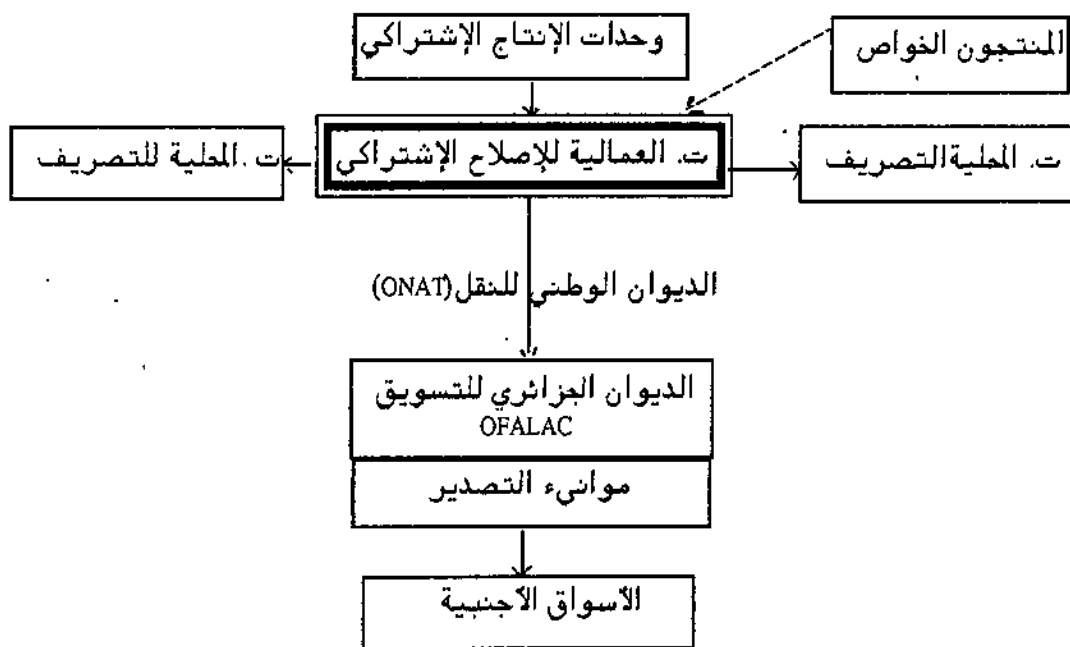 وحدات الإنتاج الإشتراكي
المنتجون الخواص
ت. العمالية للإصلاح الإشتراكي
ت. المحلية التصريف
ت. المحلية للتصريف
الديوان الوطني للنقل(ONAT)
الديوان الجزائري للتسويق
OFALAC
موانيء التصدير
الأسواق الأجنبية